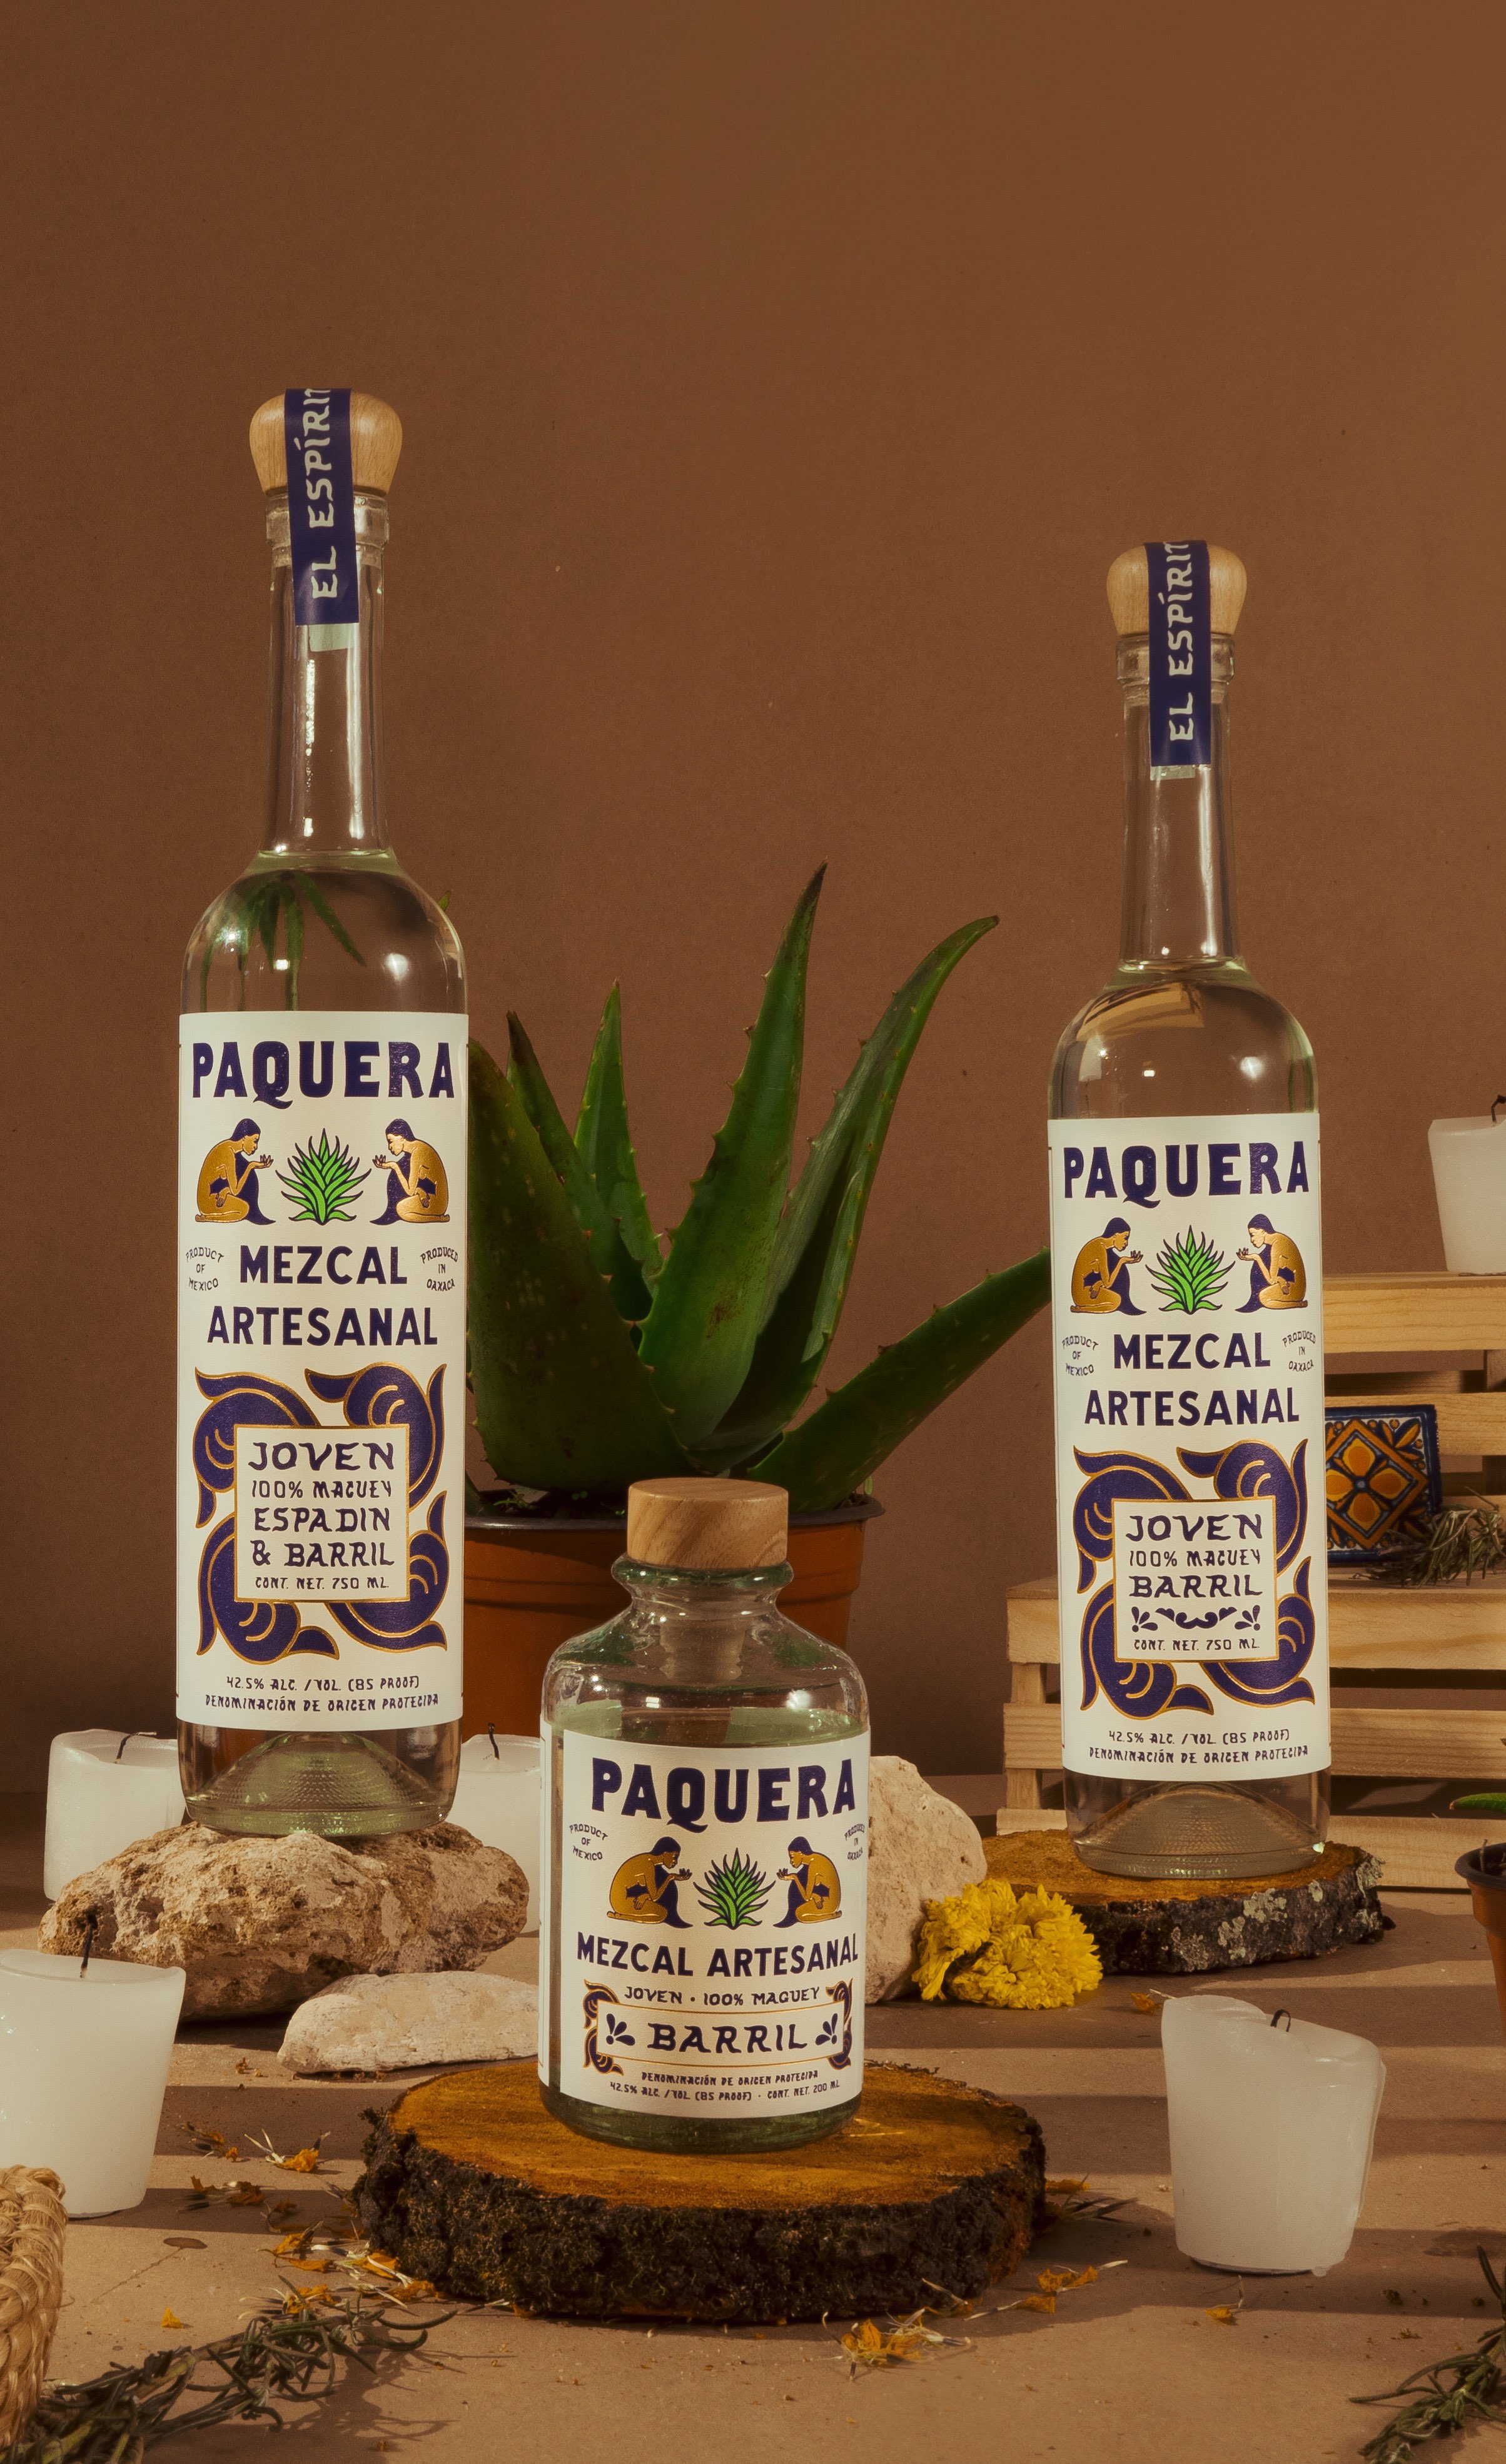 EL ESPÍRIT
PAQUERA
PRODUCT
OF
MEXICO
MEZCAL
PRODUCED
IN
OAXACA
ARTESANAL
JOVEN
100% MAGUEY
ESPADIN
& BARRIL
CONT. NET. 750 ML.
42.5% ALC. / VOL. (85 PROOF)
DENOMINACIÓN DE ORIGEN PROTEGIDA
PAQUERA
PRODUCT
OF
MEXICO
PRODUCED
IN
OAXACA
MEZCAL ARTESANAL
JOVEN • 100% MAGUEY
BARRIL
DENOMINACIÓN DE ORIGEN PROTEGIDA
42.5% ALC. / VOL. (85 PROOF) · CONT. NET. 200 ML.
EL ESPÍRIT
PAQUERA
PRODUCT
OF
MEXICO
MEZCAL
PRODUCED
IN
OAXACA
ARTESANAL
JOVEN
100% MAGUEY
BARRIL
CONT. NET. 750 ML.
42.5% ALC. / VOL. (85 PROOF)
DENOMINACIÓN DE ORIGEN PROTEGIDA